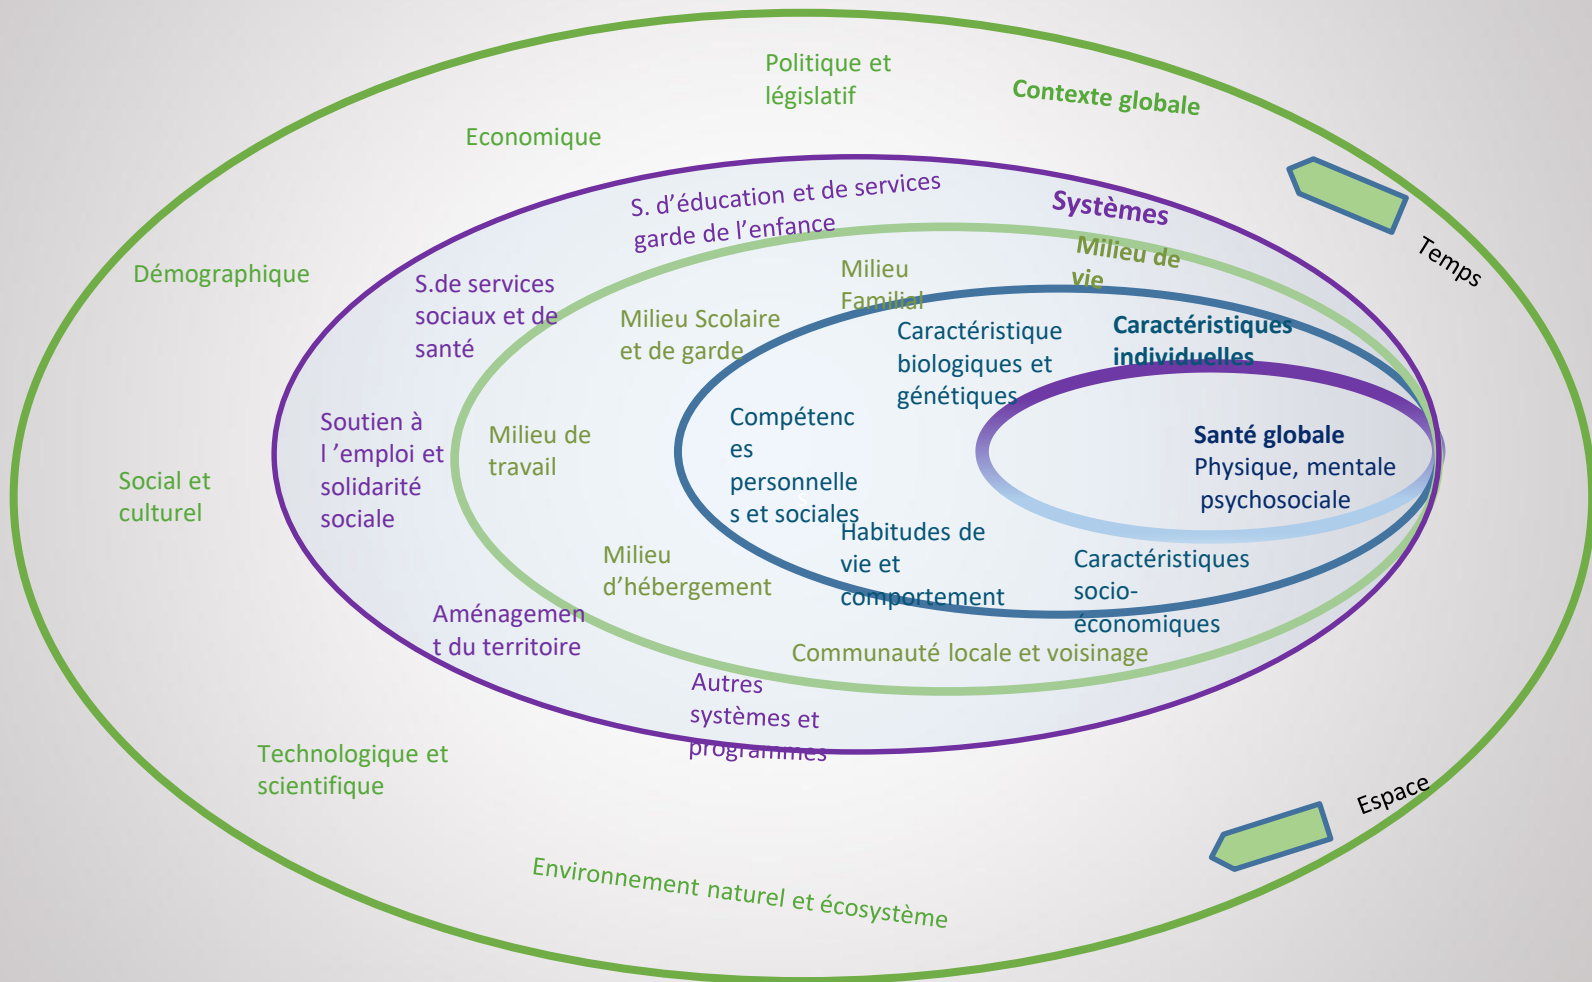 Politique et
législatif
Contexte globale
Economique
S. d’éducation et de services
garde de l’enfance
Systèmes
Milieu de
vie
Temps
Démographique
S.de services
sociaux et de
santé
Milieu
Familial
Milieu Scolaire
et de garde
Caractéristique
biologiques et
génétiques
Caractéristiques
individuelles
Soutien à
l ’emploi et
solidarité
sociale
Milieu de
travail
Compétenc
es
personnelle
s et sociales
s
Santé globale
Physique, mentale
psychosociale
Social et
culturel
Habitudes de
vie et
comportement
Caractéristiques
socio-
économiques
Milieu
d’hébergement
Aménagemen
t du territoire
Communauté locale et voisinage
Autres
systèmes et
programmes
Technologique et
scientifique
Espace
Environnement naturel et écosystème